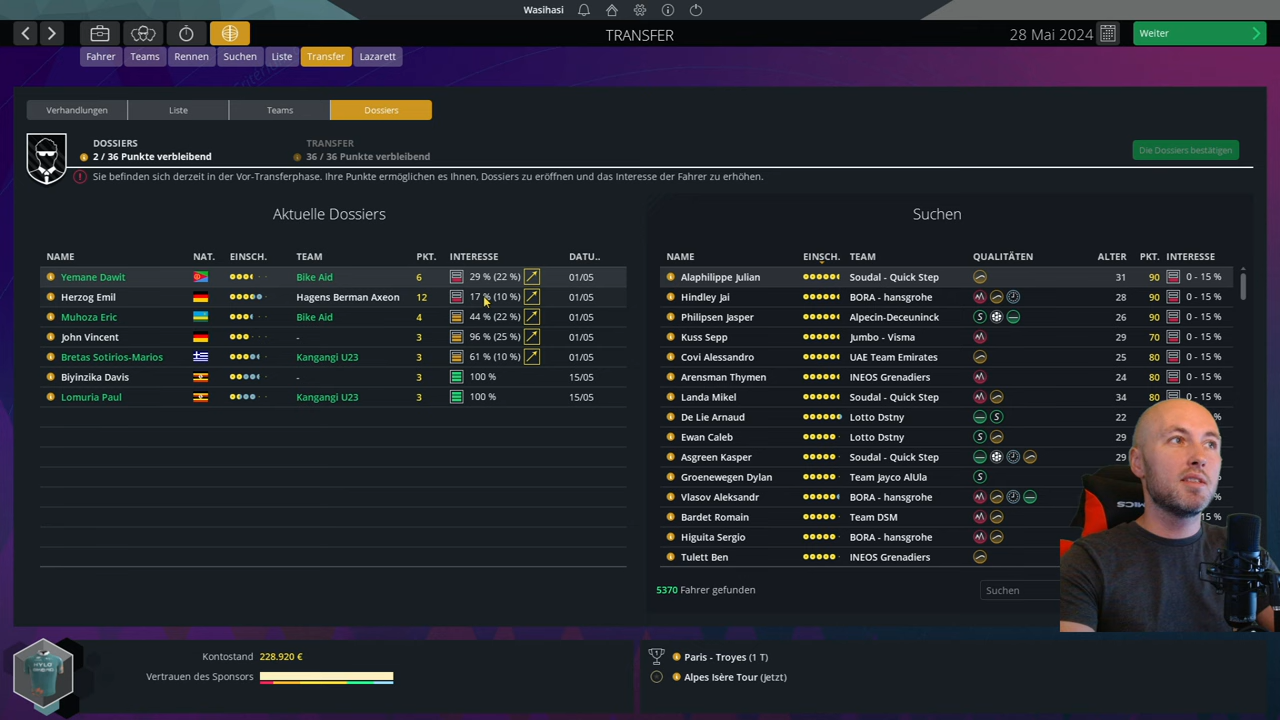 Wasihasi
TRANSFER
28 Mai 2024
Weiter
Fahrer
Teams
Rennen
Suchen
Liste
Transfer
Lazarett
Verhandlungen
Liste
Teams
Dossiers
DOSSIERS
2 / 36 Punkte verbleibend
TRANSFER
36 / 36 Punkte verbleibend
Die Dossiers bestätigen
Sie befinden sich derzeit in der Vor-Transferphase. Ihre Punkte ermöglichen es Ihnen, Dossiers zu eröffnen und das Interesse der Fahrer zu erhöhen.
Aktuelle Dossiers
NAME NAT. EINSCH. TEAM PKT. INTERESSE DATU..
Yemane Dawit Bike Aid 6 29 % (22 %) 01/05
Herzog Emil Hagens Berman Axeon 12 17 % (10 %) 01/05
Muhoza Eric Bike Aid 4 44 % (22 %) 01/05
John Vincent - 3 96 % (25 %) 01/05
Bretas Sotirios-Marios Kangangi U23 3 61 % (10 %) 01/05
Biyinzika Davis - 3 100 % 15/05
Lomuria Paul Kangangi U23 3 100 % 15/05
Suchen
NAME EINSCH. TEAM QUALITÄTEN ALTER PKT. INTERESSE
Alaphilippe Julian Soudal - Quick Step 31 90 0 - 15 %
Hindley Jai BORA - hansgrohe 28 90 0 - 15 %
Philipsen Jasper Alpecin-Deceuninck S 26 90 0 - 15 %
Kuss Sepp Jumbo - Visma 29 70 0 - 15 %
Covi Alessandro UAE Team Emirates 25 80 0 - 15 %
Arensman Thymen INEOS Grenadiers 24 80 0 - 15 %
Landa Mikel Soudal - Quick Step 34 80 0 - 15 %
De Lie Arnaud Lotto Dstny S 22 %
Ewan Caleb Lotto Dstny S 29 %
Asgreen Kasper Soudal - Quick Step 29 %
Groenewegen Dylan Team Jayco AlUla S
Vlasov Aleksandr BORA - hansgrohe
Bardet Romain Team DSM 15 %
Higuita Sergio BORA - hansgrohe
Tulett Ben INEOS Grenadiers
5370 Fahrer gefunden
Suchen
Kontostand 228.920 €
Vertrauen des Sponsors
Paris - Troyes (1 T)
Alpes Isère Tour (Jetzt)